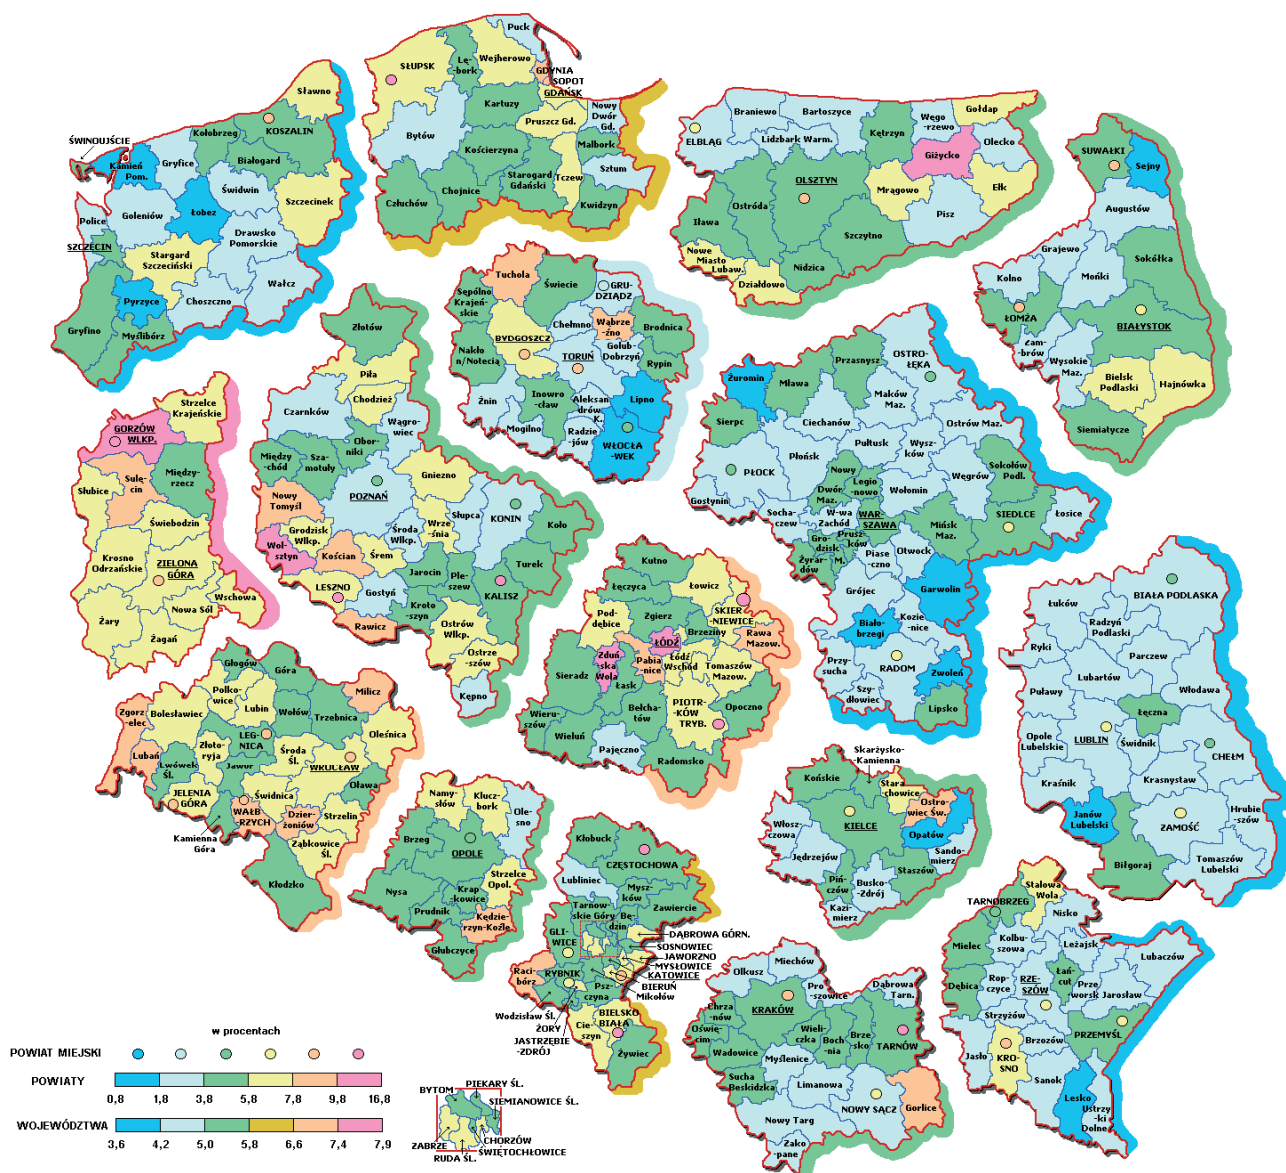 Sławno
KOSZALIN
Kołobrzeg
Białogard
ŚWINOUJŚCIE
Kamień
Pom.
Gryfice
Świdwin
Szczecinek
Łobez
Goleniów
Police
Drawsko
Pomorskie
SZCZECIN
Stargard
Szczeciński
Wałcz
Choszczno
Pyrzyce
Gryfino
Myślibórz
Puck
SŁUPSK
Lę-
-bork
Wejherowo
GDYNIA
SOPOT
GDAŃSK
Kartuzy
Nowy
Dwór
Gd.
Pruszcz Gd.
Bytów
Malbork
Kościerzyna
Sztum
Tczew
Starogard
Gdański
Chojnice
Człuchów
Kwidzyn
Braniewo
Bartoszyce
Węgo
-rzewo
Gołdap
ELBLĄG
Lidzbark Warm.
Kętrzyn
Olecko
Giżycko
OLSZTYN
Mrągowo
Ełk
Ostróda
Pisz
Iława
Szczytno
Nowe
Miasto
Lubaw.
Nidzica
Działdowo
SUWAŁKI
Sejny
Augustów
Grajewo
Sokółka
Kolno
Mońki
ŁOMŻA
BIAŁYSTOK
Zam-
brów
Wysokie
Maz.
Bielsk
Podlaski
Hajnówka
Siemiatycze
Tuchola
Sępólno
Krajeń-
skie
Świecie
GRU-
DZIĄDZ
Chełmno
Wąbrze
-źno
Brodnica
BYDGOSZCZ
TORUŃ
Golub-
Dobrzyń
Nakło
n/Notecią
Rypin
Żnin
Inowro
-cław
Aleksan
drów
K.
Lipno
Mogilno
Radzie
jów
WŁOCŁA
-WEK
Złotów
Piła
Chodzież
Czarnków
Wągro-
wiec
Obor-
niki
Między
-chód
Sza-
motuły
Gniezno
POZNAŃ
Nowy
Tomyśl
Słupca
KONIN
Koło
Wrze
-śnia
Środa
Wlkp.
Grodzisk
Wlkp.
Wol-
sztyn
Kościan
Śrem
Turek
LESZNO
Jarocin
Ple-
szew
Gostyń
KALISZ
Kroto-
szyn
Rawicz
Ostrów
Wlkp.
Ostrze
-szów
Kępno
Strzelce
Krajeńskie
GORZÓW
WLKP.
Sulę-
cin
Między-
rzecz
Słubice
Świebodzin
Krosno
Odrzańskie
ZIELONA
GÓRA
Nowa Sól
Wschowa
Żary
Żagań
OSTRO-
ŁĘKA
Przasnysz
Żuromin
Mława
Maków
Maz.
Sierpc
Ciechanów
Ostrów Maz.
Pułtusk
Wysz-
ków
Płońsk
PŁOCK
Nowy
Dwór
Maz.
Legio
-nowo
Sokołów
Podl.
Węgrów
Wołomin
Gostynin
Socha-
czew
W-wa
Zachód
WAR-
SZAWA
SIEDLCE
Łosice
Mińsk
Maz.
Prusz-
ków
Gro-
dzisk
M.
Żyrar-
dów
Piase
czno
Otwock
Grójec
Garwolin
Biało-
brzegi
Kozie-
nice
Przy-
sucha
RADOM
Zwoleń
Szy-
dłowiec
Lipsko
Kutno
Łęczyca
Łowicz
Pod-
dębice
Zgierz
SKIER
NIEWICE
Brzeziny
Rawa
Mazow.
ŁÓDŹ
Zduń
-ska
Wola
Pabia
-nice
Łódź
Wschód
Tomaszów
Mazow.
Sieradz
Łask
PIOTR-
KÓW
TRYB.
Opoczno
Wieru-
szów
Bełcha-
tów
Wieluń
Pajęczno
Radomsko
BIAŁA PODLASKA
Łuków
Radzyń
Podlaski
Ryki
Parczew
Lubartów
Puławy
Włodawa
Łęczna
Opole
Lubelskie
LUBLIN
Świdnik
CHEŁM
Krasnystaw
Kraśnik
Hrubie
-szów
Janów
Lubelski
ZAMOŚĆ
Biłgoraj
Tomaszów
Lubelski
Głogów
Góra
Polko-
wice
Lubin
Milicz
Zgorz-
elec
Bolesławiec
Wołów
Trzebnica
Oleśnica
LEG-
NICA
Lubań
Złoto-
ryja
Środa
Śl.
WROCŁAW
Lwówek
Śl.
Jawor
Oława
JELENIA
GÓRA
Świdnica
Kamienna
Góra
WAŁB
-RZYCH
Dzier-
żoniów
Strzelin
Ząbkowice
Śl.
Kłodzko
Namy-
słów
Klucz-
bork
Ole-
sno
Brzeg
OPOLE
Strzelce
Opol.
Nysa
Krap
-kowice
Prudnik
Kędzie-
rzyn-Koźle
Głubczyce
Kłobuck
CZĘSTOCHOWA
Lubliniec
Mysz-
ków
Zawiercie
Tarnow-
skie Góry
Bę-
dzin
GLI-
WICE
DĄBROWA GÓRN.
SOSNOWIEC
JAWORZNO
MYSŁOWICE
KATOWICE
BIERUŃ
Mikołów
Raci-
bórz
RYBNIK
Psz-
czyna
Wodzisław Śl.
ŻORY
JASTRZĘBIE
-ZDRÓJ
Cie-
szyn
BIELSKO
BIAŁA
Żywiec
Skarżysko-
Kamienna
Końskie
Stara
chowice
Ostro-
wiec Św.
KIELCE
Włosz-
czowa
Opatów
Jędrzejów
Sando-
mierz
Staszów
Piń-
czów
Busko-
Zdrój
Kazi-
mierz
Miechów
Olkusz
Pro
szowice
Dąbrowa
Tarn.
KRAKÓW
Chrza-
nów
Oświę-
cim
Wieli-
czka
Boch-
nia
Brze-
sko
TARNÓW
Wadowice
Myślenice
Sucha
Beskidzka
Limanowa
NOWY SĄCZ
Gorlice
Nowy Targ
Zako
-pane
Stalowa
Wola
TARNOBRZEG
Nisko
Mielec
Kolbu-
szowa
Leżajsk
Lubaczów
Dębica
Rop-
czyce
RZE-
SZÓW
Łań-
cut
Prze
worsk
Jarosław
Strzyżów
PRZEMYŚL
Jasło
KRO-
SNO
Brzozów
Sanok
Lesko
Ustrzy
-ki
Dolne
BYTOM
PIEKARY ŚL.
SIEMIANOWICE ŚL.
CHORZÓW
ŚWIĘTOCHŁOWICE
ZABRZE
RUDA ŚL.
w procentach
POWIAT MIEJSKI
POWIATY
0,8 1,8 3,8 5,8 7,8 9,8 16,8
WOJEWÓDZTWA
3,6 4,2 5,0 5,8 6,6 7,4 7,9